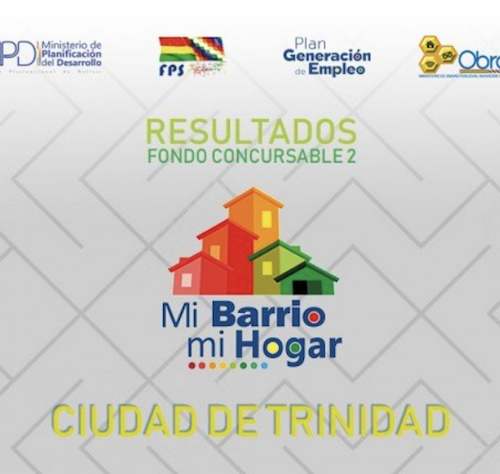 PD
Ministerio de
Planificación
del Desarrollo
FPS
Plan
Generación
de Empleo
RESULTADOS
FONDO CONCURSABLE 2
Mi Barrio
mi Hogar
CIUDAD DE TRINIDAD